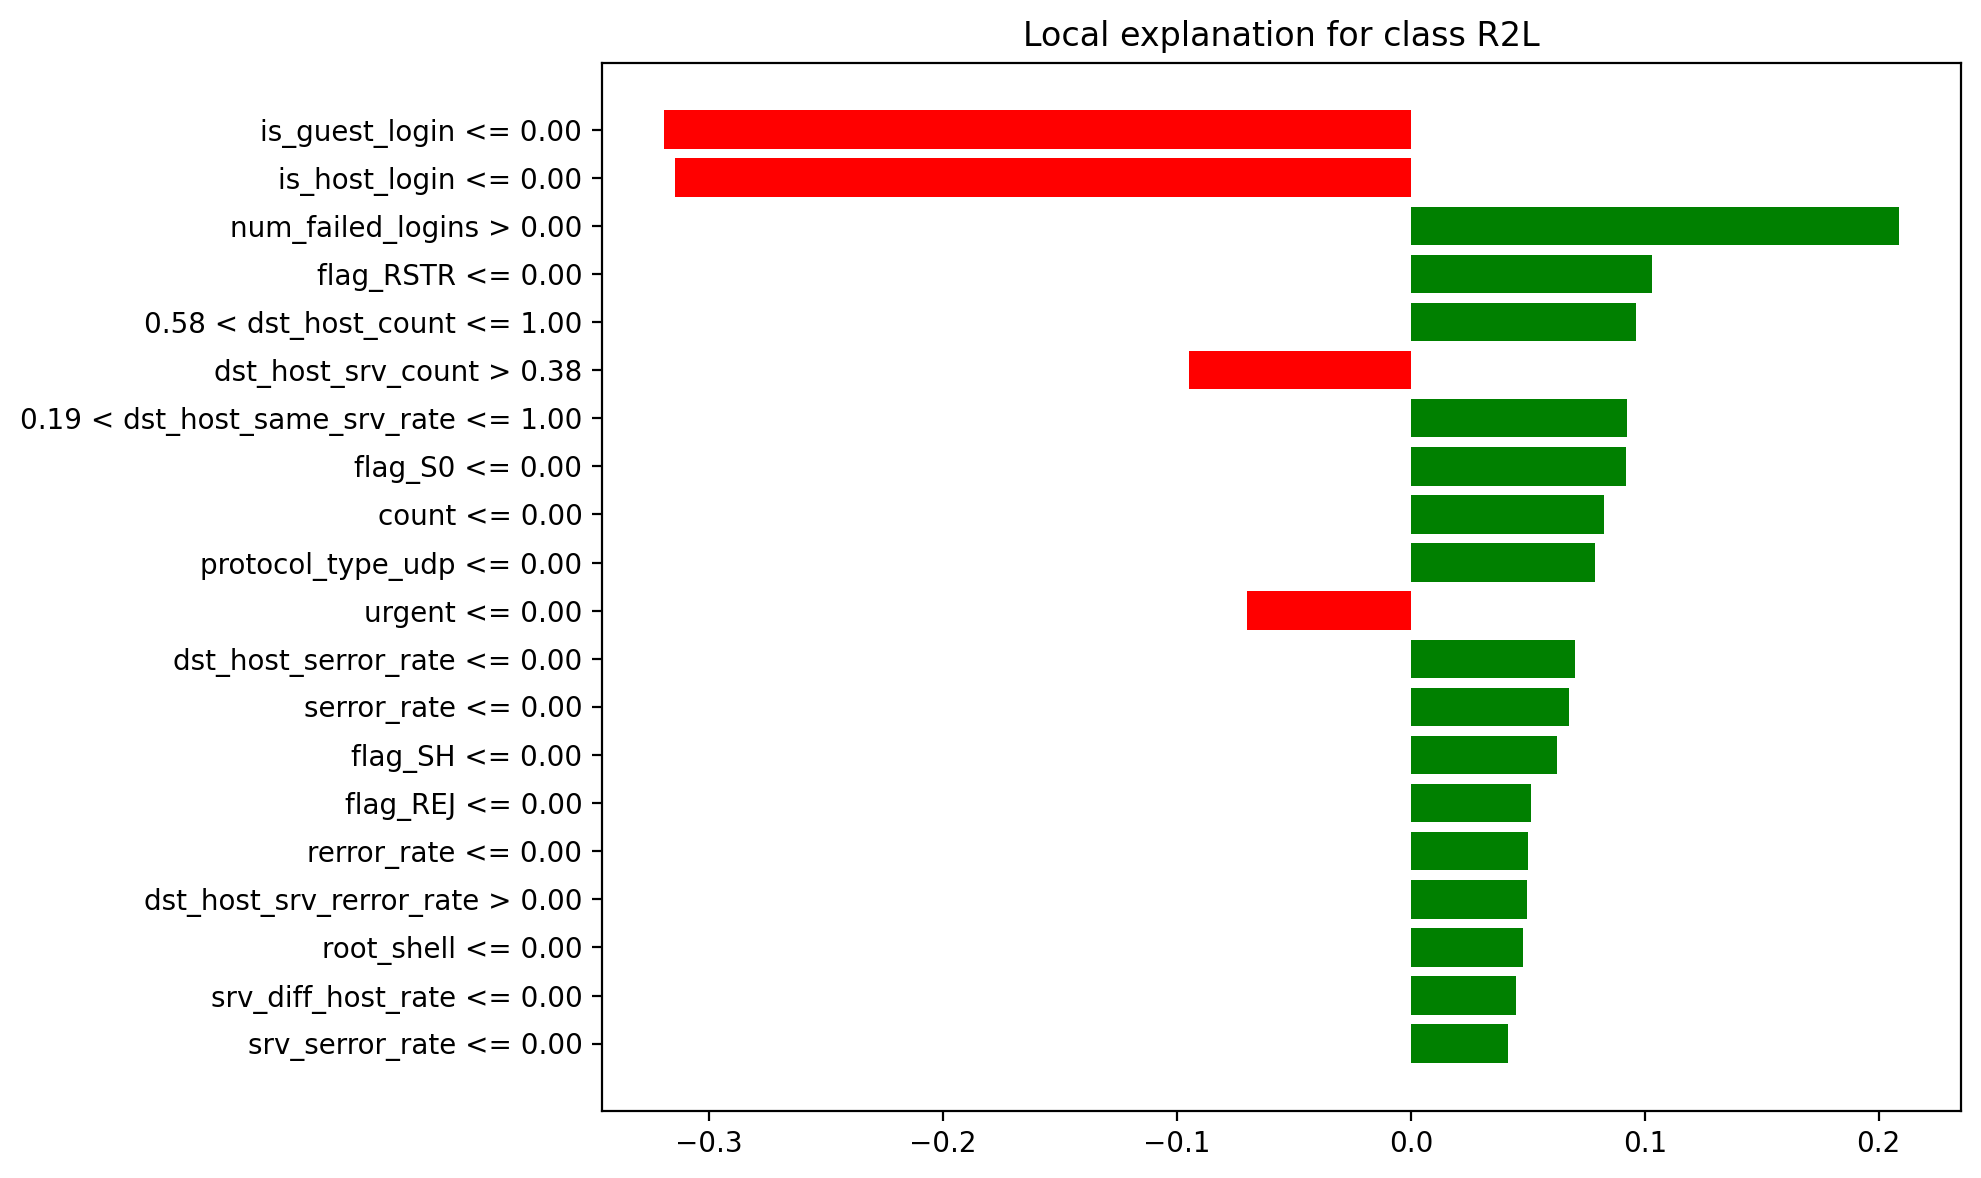 Local explanation for class R2L
is_guest_login <= 0.00
is_host_login <= 0.00
num_failed_logins > 0.00
flag_RSTR <= 0.00
0.58 < dst_host_count <= 1.00
dst_host_srv_count > 0.38
0.19 < dst_host_same_srv_rate <= 1.00
flag_S0 <= 0.00
count <= 0.00
protocol_type_udp <= 0.00
urgent <= 0.00
dst_host_serror_rate <= 0.00
serror_rate <= 0.00
flag_SH <= 0.00
flag_REJ <= 0.00
rerror_rate <= 0.00
dst_host_srv_rerror_rate > 0.00
root_shell <= 0.00
srv_diff_host_rate <= 0.00
srv_serror_rate <= 0.00
−0.3 −0.2 −0.1 0.0 0.1 0.2